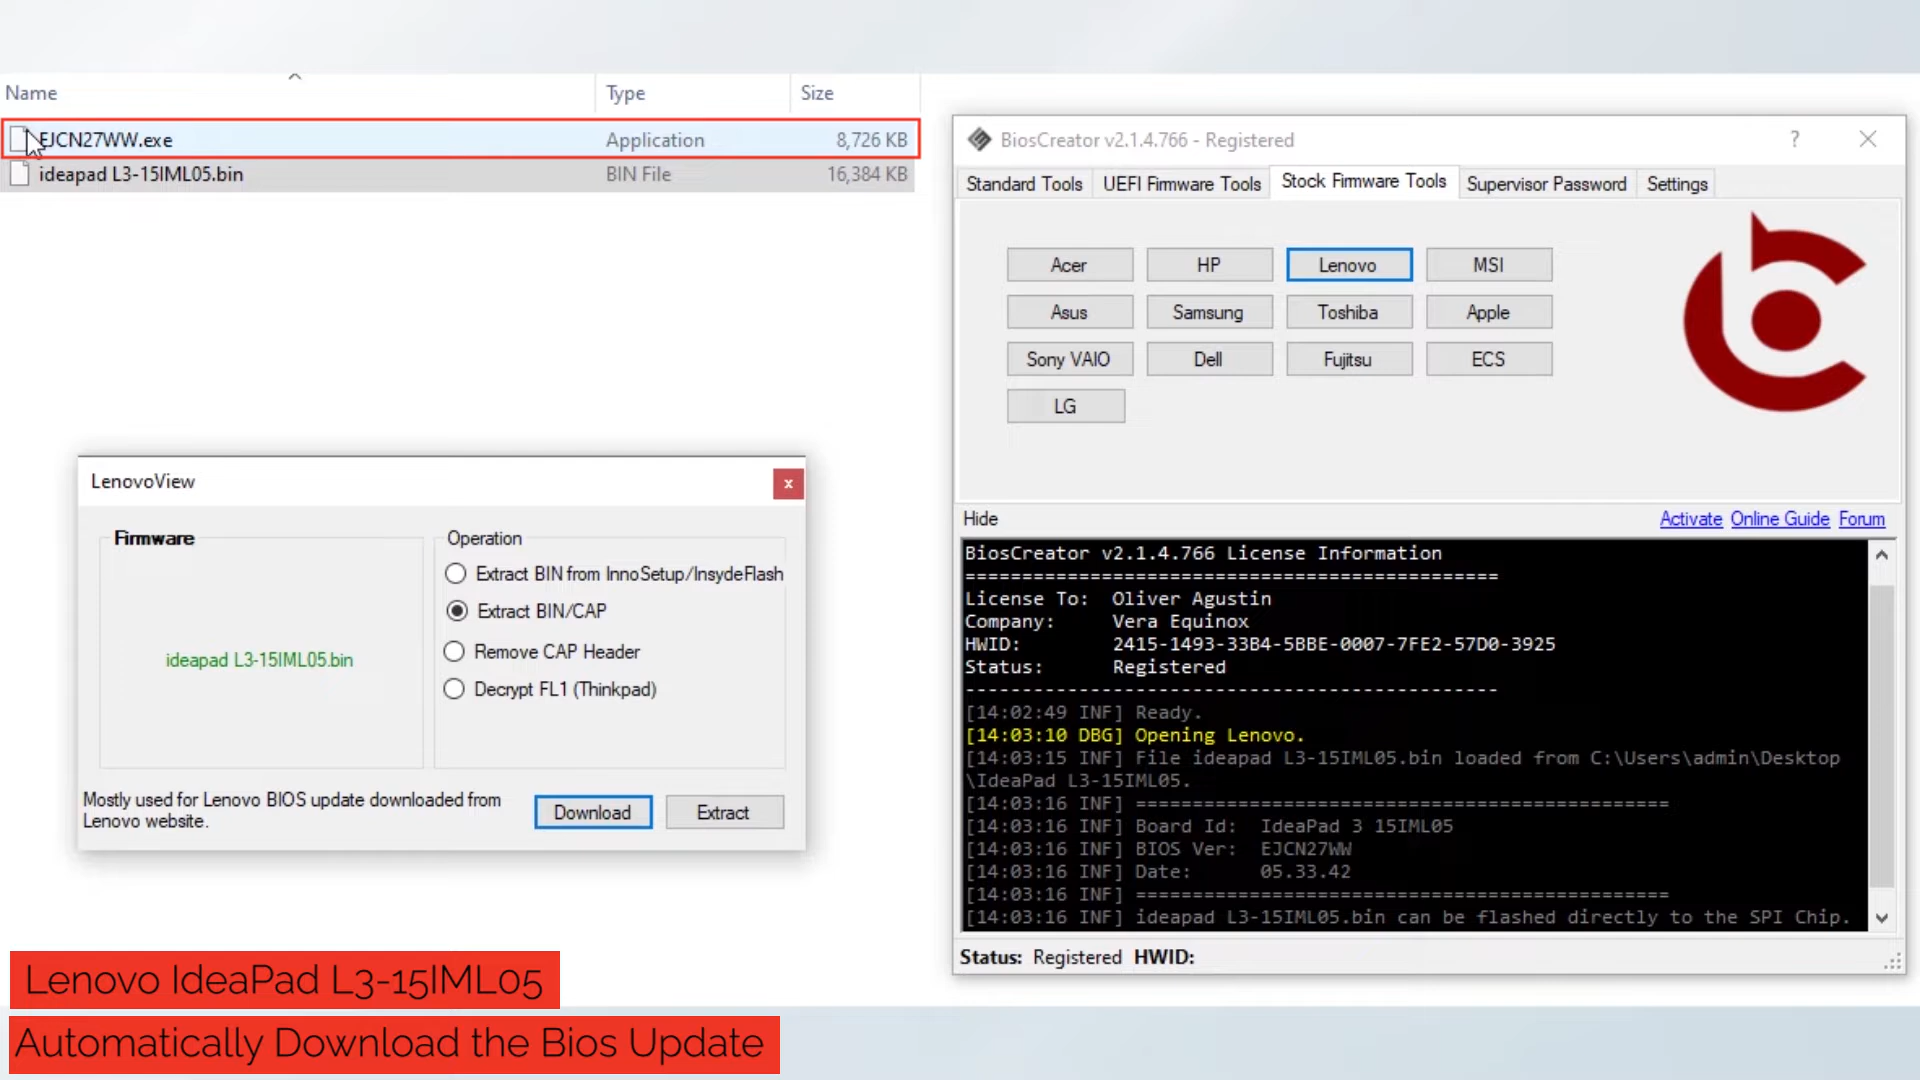 Name Type Size
EJCN27WW.exe Application 8,726 KB
ideapad L3-15IML05.bin BIN File 16,384 KB
BiosCreator v2.1.4.766 - Registered ?
Standard Tools UEFI Firmware Tools Stock Firmware Tools Supervisor Password Settings
Acer HP Lenovo MSI
Asus Samsung Toshiba Apple
Sony VAIO Dell Fujitsu ECS
LG
Hide Activate Online Guide Forum
BiosCreator v2.1.4.766 License Information
===============================================
License To: Oliver Agustin
Company: Vera Equinox
HWID: 2415-1493-33B4-5BBE-0007-7FE2-57D0-3925
Status: Registered
-----------------------------------------------
[14:02:49 INF] Ready.
[14:03:10 DBG] Opening Lenovo.
[14:03:15 INF] File ideapad L3-15IML05.bin loaded from C:\Users\admin\Desktop
\IdeaPad L3-15IML05.
[14:03:16 INF] ===============================================
[14:03:16 INF] Board Id: IdeaPad 3 15IML05
[14:03:16 INF] BIOS Ver: EJCN27WW
[14:03:16 INF] Date: 05.33.42
[14:03:16 INF] ===============================================
[14:03:16 INF] ideapad L3-15IML05.bin can be flashed directly to the SPI Chip.
Status: Registered HWID:
LenovoView x
Firmware
ideapad L3-15IML05.bin
Operation
Extract BIN from InnoSetup/InsydeFlash
Extract BIN/CAP
Remove CAP Header
Decrypt FL1 (Thinkpad)
Mostly used for Lenovo BIOS update downloaded from
Lenovo website.
Download Extract
Lenovo IdeaPad L3-15IML05
Automatically Download the Bios Update